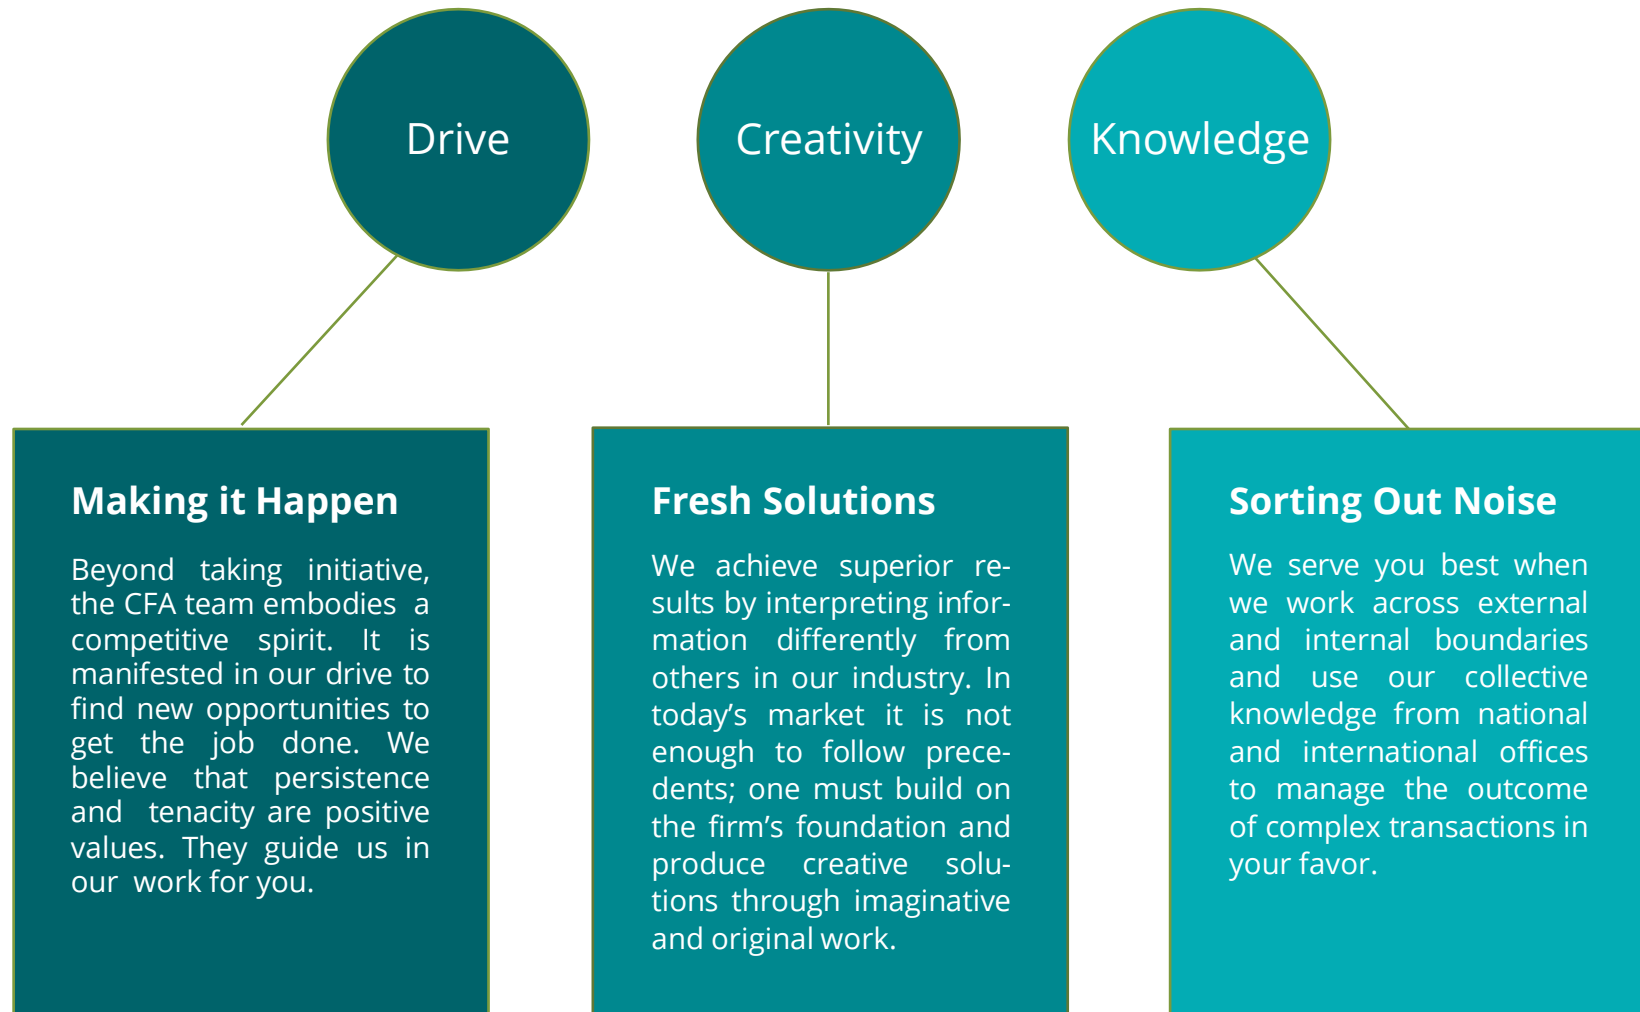 Drive
Creativity
Knowledge
Making it Happen
Beyond taking initiative,
the CFA team embodies a
competitive spirit. It is
manifested in our drive to
find new opportunities to
get the job done. We
believe that persistence
and tenacity are positive
values. They guide us in
our work for you.
Fresh Solutions
We achieve superior re-
sults by interpreting infor-
mation differently from
others in our industry. In
today’s market it is not
enough to follow prece-
dents; one must build on
the firm’s foundation and
produce creative solu-
tions through imaginative
and original work.
Sorting Out Noise
We serve you best when
we work across external
and internal boundaries
and use our collective
knowledge from national
and international offices
to manage the outcome
of complex transactions in
your favor.